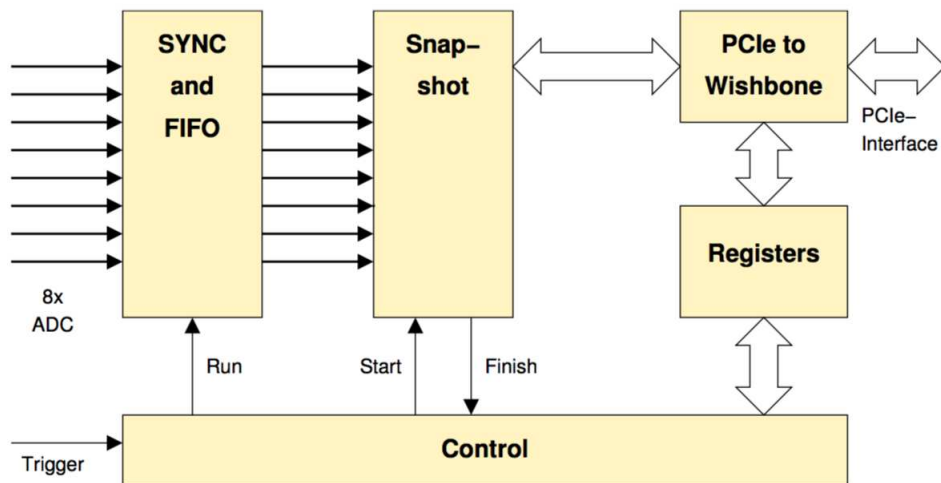 SYNC
and
FIFO
Snap-
shot
PCIe to
Wishbone
PCIe-
Interface
Registers
8x
ADC
Run
Start
Finish
Trigger
Control